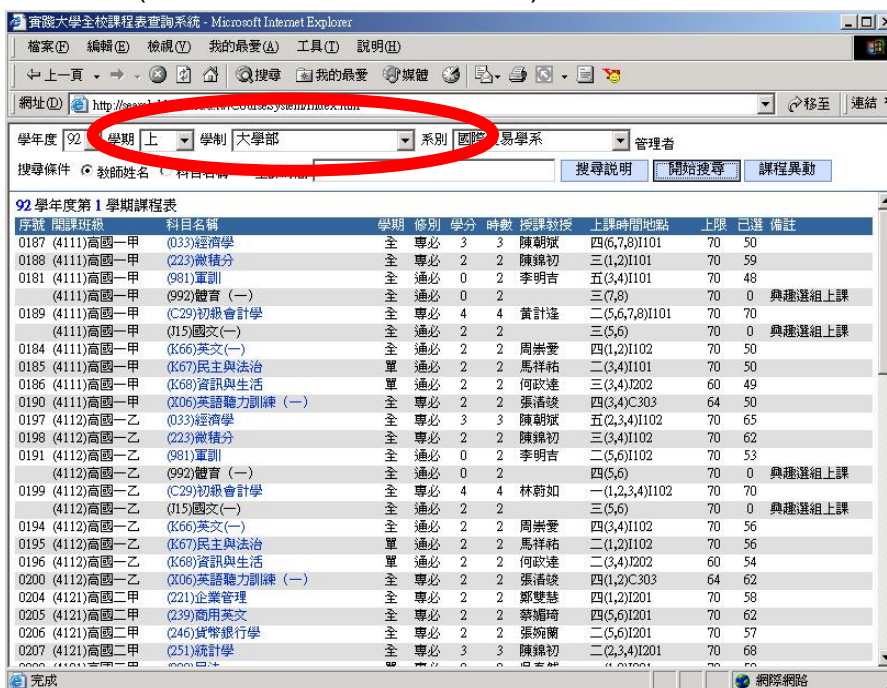 實踐大學全校課程表查詢系統 - Microsoft Internet Explorer
檔案(F) 編輯(E) 檢視(V) 我的最愛(A) 工具(T) 說明(H)
上一頁 搜尋 我的最愛 媒體
網址(D) 移至 連結
學年度 92 學期 上 學制 大學部 系別 國際貿易學系 管理者
搜尋條件 教師姓名 搜尋說明 開始搜尋 課程異動
92 學年度第 1 學期課程表
序號 開課班級 科目名稱 學期 修別 學分 時數 授課教授 上課時間地點 上限 已選 備註
0187 (4111)高國一甲 (033)經濟學 全 專必 3 3 陳朝斌 四(6,7,8)I101 70 50
0188 (4111)高國一甲 (223)微積分 全 專必 2 2 陳錦初 三(1,2)I101 70 59
0181 (4111)高國一甲 (981)軍訓 全 通必 0 2 李明吉 五(3,4)I101 70 48
(4111)高國一甲 (992)體育（一） 全 通必 0 2 三(7,8) 70 0 興趣選組上課
0189 (4111)高國一甲 (C29)初級會計學 全 專必 4 4 黃計逢 二(5,6,7,8)I101 70 70
(4111)高國一甲 (J15)國文(一) 全 通必 2 2 三(5,6) 70 0 興趣選組上課
0184 (4111)高國一甲 (K66)英文(一) 全 通必 2 2 周崇愛 四(1,2)I102 70 50
0185 (4111)高國一甲 (K67)民主與法治 單 通必 2 2 馬祥祐 二(3,4)I101 70 50
0186 (4111)高國一甲 (K68)資訊與生活 單 通必 2 2 何政達 三(3,4)J202 60 49
0190 (4111)高國一甲 (X06)英語聽力訓練（一） 全 專必 2 2 四(3,4)C303 64 50
0197 (4112)高國一乙 (033)經濟學 全 專必 3 3 陳朝斌 五(2,3,4)I102 70 65
0198 (4112)高國一乙 (223)微積分 全 專必 2 2 陳錦初 三(3,4)I102 70 62
0191 (4112)高國一乙 (981)軍訓 全 通必 0 2 李明吉 二(5,6)I102 70 53
(4112)高國一乙 (992)體育（一） 全 通必 0 2 四(5,6) 70 0 興趣選組上課
0199 (4112)高國一乙 (C29)初級會計學 全 專必 4 4 林蔚如 一(1,2,3,4)I102 70 70
(4112)高國一乙 (J15)國文(一) 全 通必 2 2 三(5,6) 70 0 興趣選組上課
0194 (4112)高國一乙 (K66)英文(一) 全 通必 2 2 周崇愛 四(3,4)I102 70 56
0195 (4112)高國一乙 (K67)民主與法治 單 通必 2 2 馬祥祐 二(1,2)I102 70 56
0196 (4112)高國一乙 (K68)資訊與生活 單 通必 2 2 何政達 二(3,4)J202 60 54
0200 (4112)高國一乙 (X06)英語聽力訓練（一） 全 專必 2 2 四(1,2)C303 64 62
0204 (4121)高國二甲 (221)企業管理 全 專必 2 2 鄭雙慧 四(1,2)I201 70 58
0205 (4121)高國二甲 (239)商用英文 全 專必 2 2 蔡媚琦 四(5,6)I201 70 62
0206 (4121)高國二甲 (246)貨幣銀行學 全 專必 2 2 張婉蘭 二(5,6)I201 70 57
0207 (4121)高國二甲 (251)統計學 全 專必 3 3 陳錦初 二(2,3,4)I201 70 68
完成 網際網路